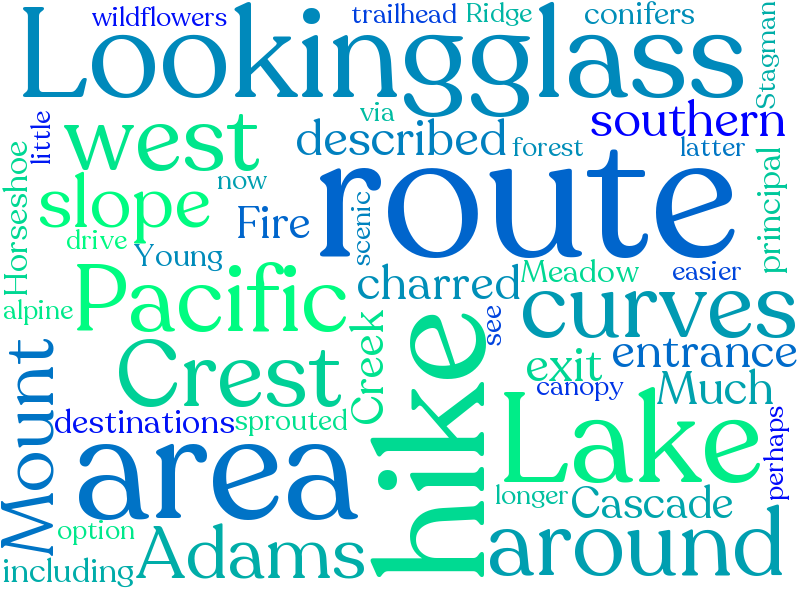 wildflowers
trailhead
Ridge
conifers
Stagman
Lookingglass
little
west
via
described
southern
forest
latter
principal
Horseshoe
now
slope
Fire
scenic
route
drive
Young
alpine
Pacific
charred
Meadow
easier
see
curves
Crest
Creek
hike
exit
entrance
canopy
Much
Mount
destinations
sprouted
perhaps
area
Lake
longer
Cascade
option
including
Adams
around